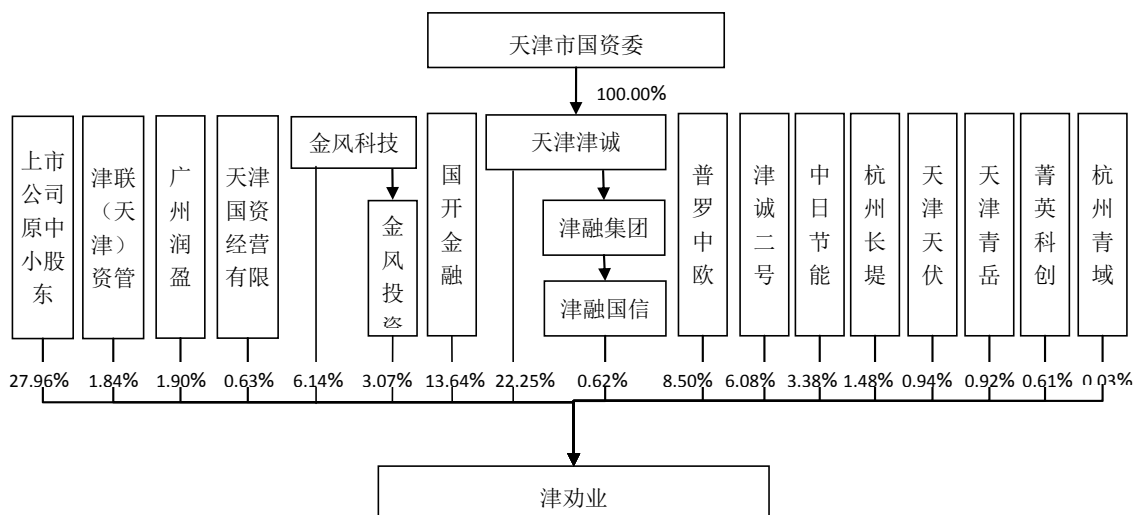 天津市国资委
100.00%
上市
公司
原中
小股
东
津联
（天
津）
资管
广
州
润
盈
天津
国资
经营
有限
金风科技
金
风
投
资
国
开
金
融
天津津诚
津融集团
津融国信
普
罗
中
欧
津
诚
二
号
中
日
节
能
杭
州
长
堤
天
津
天
伏
天
津
青
岳
菁
英
科
创
杭
州
青
域
27.96% 1.84% 1.90% 0.63% 6.14% 3.07% 13.64% 22.25% 0.62% 8.50% 6.08% 3.38% 1.48% 0.94% 0.92% 0.61% 0.03%
津劝业